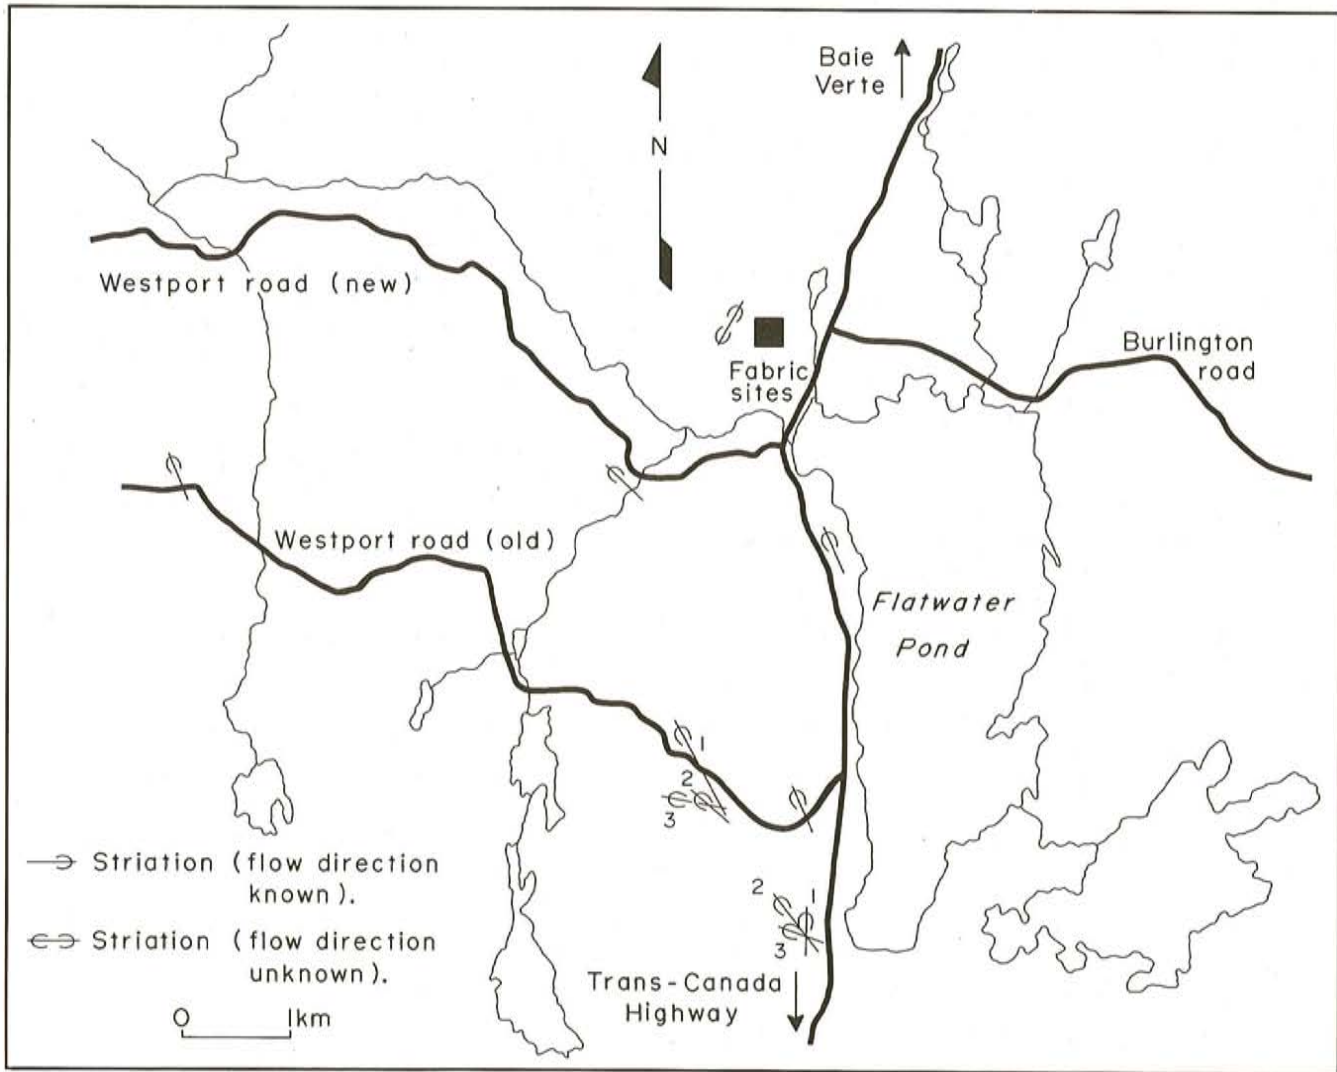 Baie
Verte
N
Westport road (new)
Fabric
sites
Burlington
road
Westport road (old)
Flatwater
Pond
1
2
3
2
1
3
Striation (flow direction
known).
Striation (flow direction
unknown).
Trans-Canada
Highway
0 1km